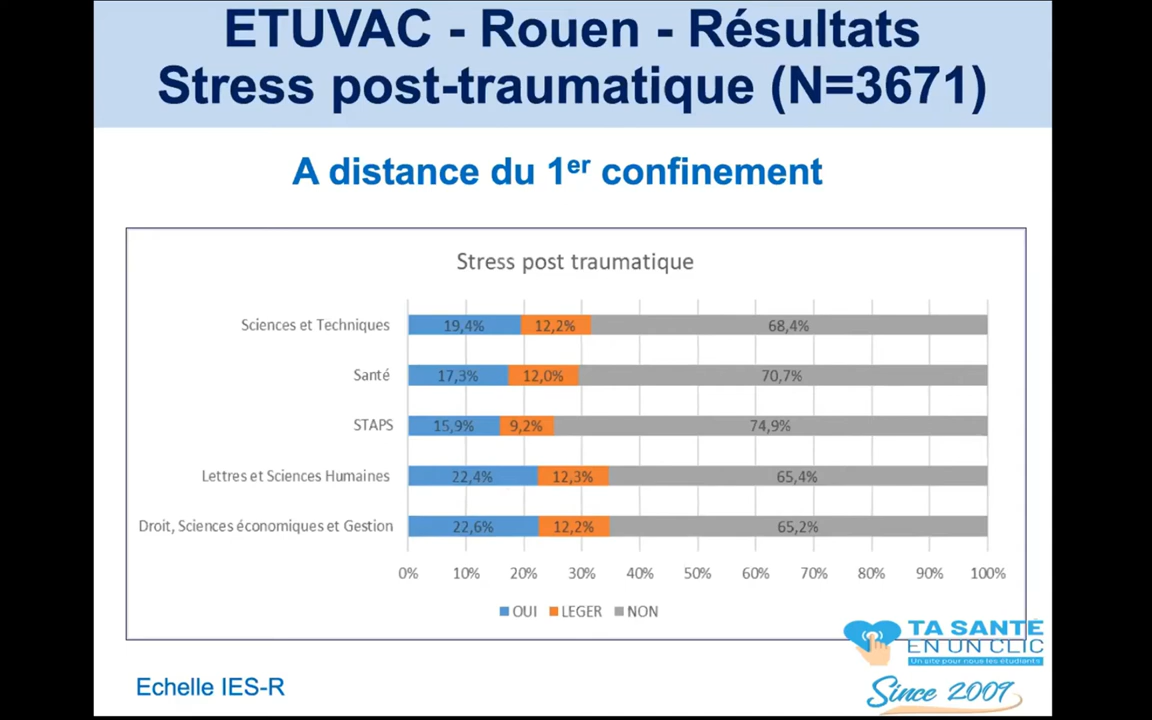 ETUVAC - Rouen - Résultats
Stress post-traumatique (N=3671)
A distance du 1er confinement
Stress post traumatique
Sciences et Techniques 19,4% 12,2% 68,4%
Santé 17,3% 12,0% 70,7%
STAPS 15,9% 9,2% 74,9%
Lettres et Sciences Humaines 22,4% 12,3% 65,4%
Droit, Sciences économiques et Gestion 22,6% 12,2% 65,2%
0% 10% 20% 30% 40% 50% 60% 70% 80% 90% 100%
OUI LEGER NON
TA SANTÉ
EN UN CLIC
Un site pour nous les étudiants
Echelle IES-R
Since 2009